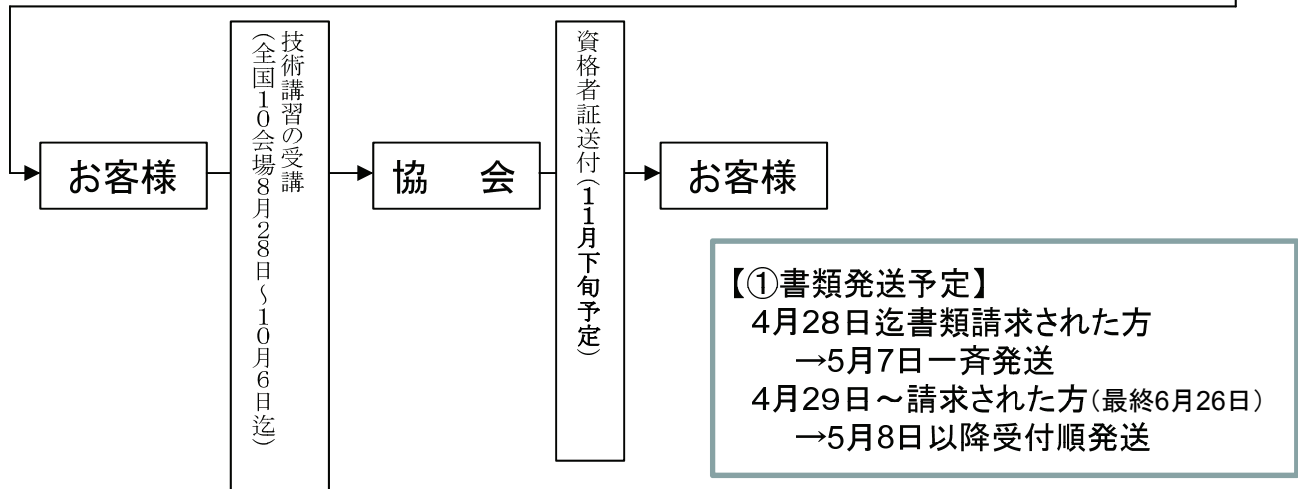 お客様
技術講習の受講
(全国10会場8月28日～10月6日迄)
協　会
資格者証送付(11月下旬予定)
お客様
【①書類発送予定】
4月28日迄書類請求された方
→5月7日一斉発送
4月29日～請求された方(最終6月26日)
→5月8日以降受付順発送